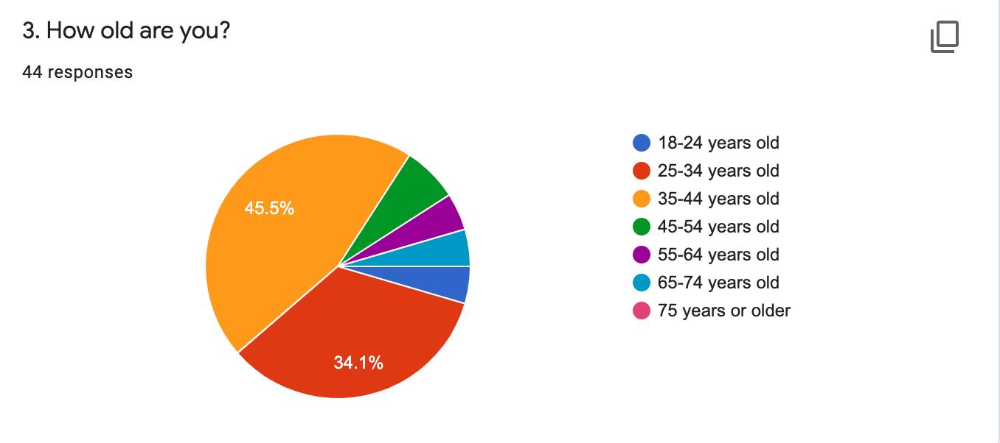 3. How old are you?
44 responses
45.5%
34.1%
18-24 years old
25-34 years old
35-44 years old
45-54 years old
55-64 years old
65-74 years old
75 years or older